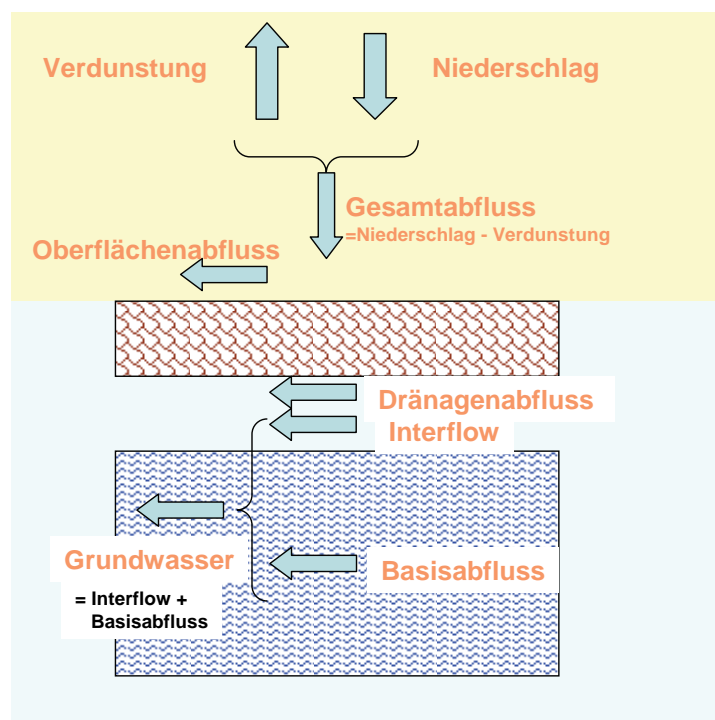 Verdunstung
Niederschlag
Gesamtabfluss
=Niederschlag - Verdunstung
Oberflächenabfluss
Dränagenabfluss
Interflow
Grundwasser
= Interflow +
Basisabfluss
Basisabfluss